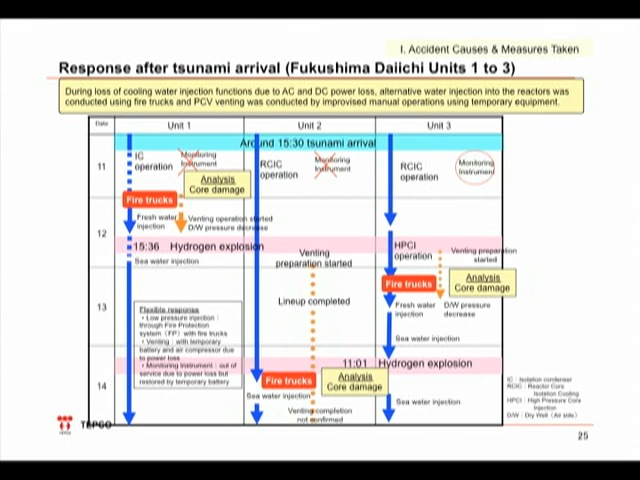 I. Accident Causes & Measures Taken
Response after tsunami arrival (Fukushima Daiichi Units 1 to 3)
During loss of cooling water injection functions due to AC and DC power loss, alternative water injection into the reactors was
conducted using fire trucks and PCV venting was conducted by improvised manual operations using temporary equipment.
Date
Unit 1
Unit 2
Unit 3
Around 15:30 tsunami arrival
11
IC
operation
Monitoring
Instrument
Analysis
Core damage
RCIC
operation
Monitoring
Instrument
RCIC
operation
Monitoring
Instrument
Fire trucks
Fresh water
injection
Venting operation started
D/W pressure decrease
12
15:36 Hydrogen explosion
Sea water injection
Venting
preparation started
HPCI
operation
Venting preparation
started
Fire trucks
Analysis
Core damage
Lineup completed
Fresh water
injection
D/W pressure
decrease
13
Sea water injection
Flexible response
・Low pressure injection :
through Fire Protection
system (FP) with fire trucks
・Venting : with temporary
battery and air compressor due
to power loss
・Monitoring Instrument : out of
service due to power loss but
restored by temporary battery
11:01 Hydrogen explosion
14
Fire trucks
Analysis
Core damage
Sea water injection
Sea water injection
Venting completion
not confirmed
IC : Isolation condenser
RCIC : Reactor Core
Isolation Cooling
HPCI : High Pressure Core
Injection
D/W : Dry Well (Air side)
TEPCO
TEPCO
25